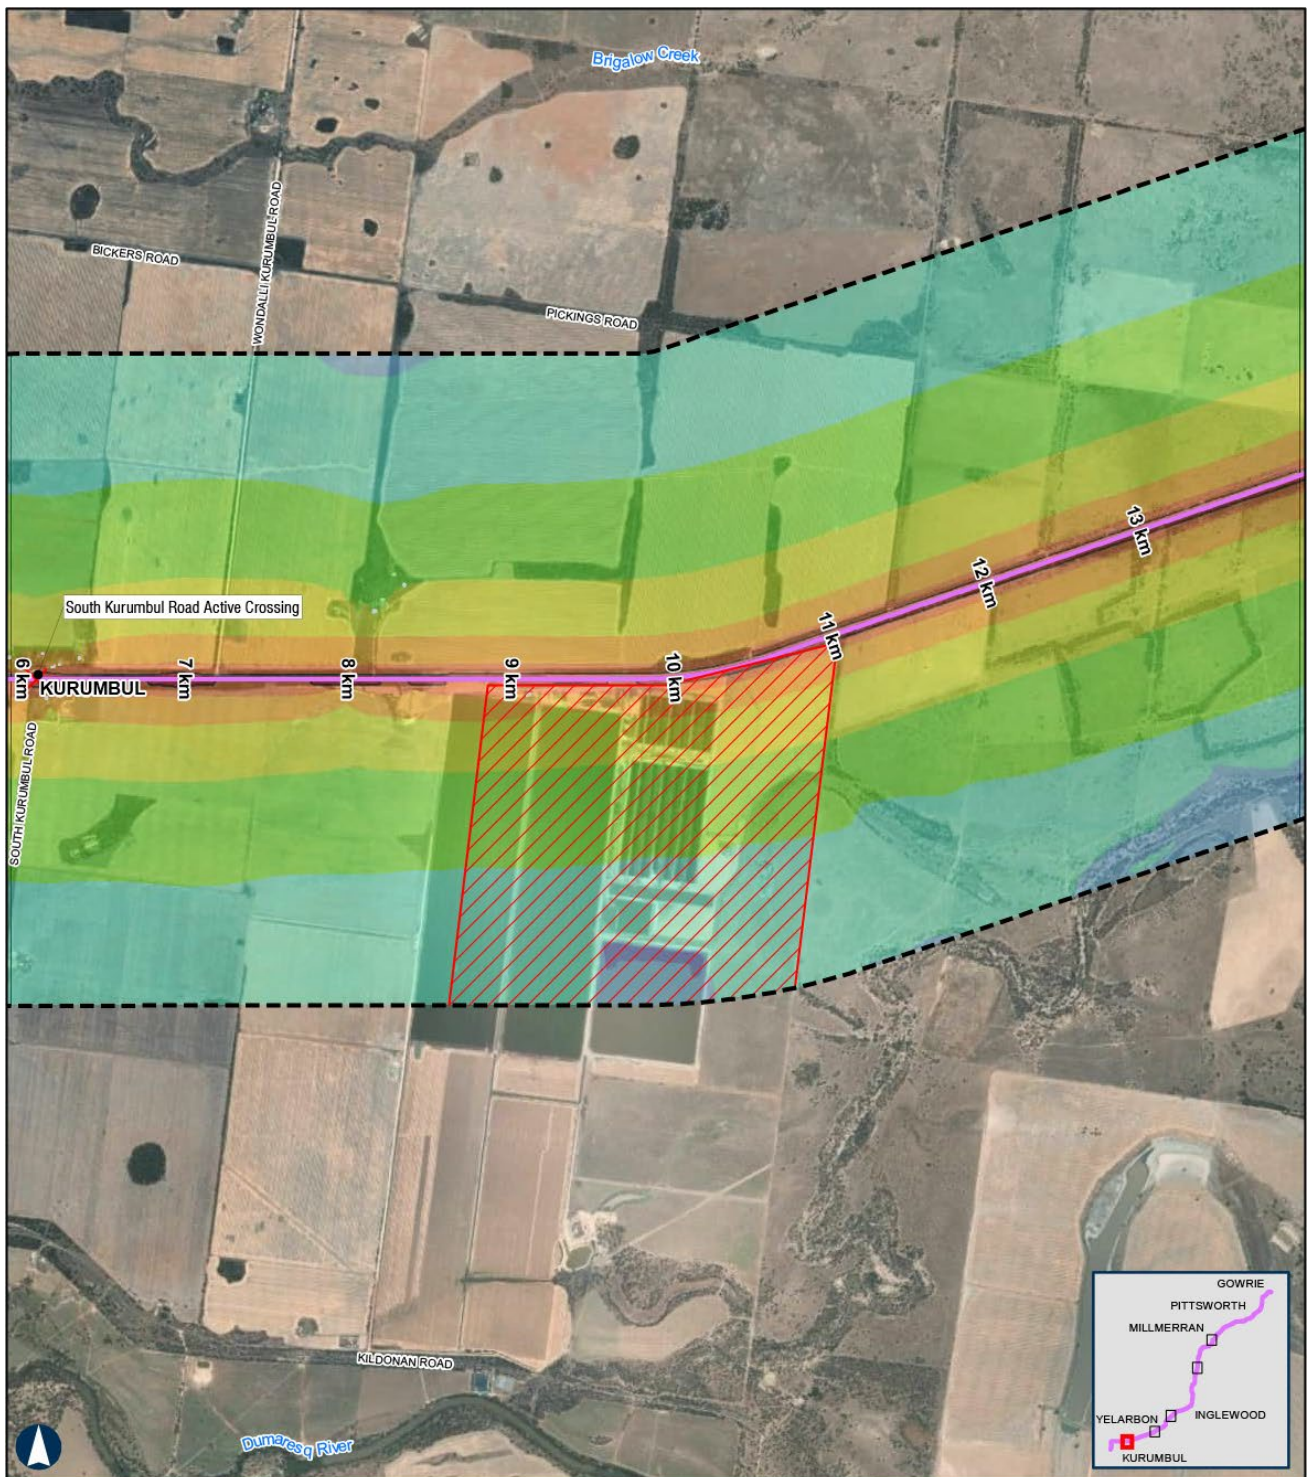 Brigalow Creek
WONDALLI KURUMBUL ROAD
BICKERS ROAD
PICKINGS ROAD
13 km
12 km
South Kurumbul Road Active Crossing
11 km
6 km
7 km
8 km
9 km
10 km
KURUMBUL
SOUTH KURUMBUL ROAD
GOWRIE
PITTSWORTH
MILLMERRAN
KILDONAN ROAD
YELARBON
INGLEWOOD
Dumaresq River
KURUMBUL